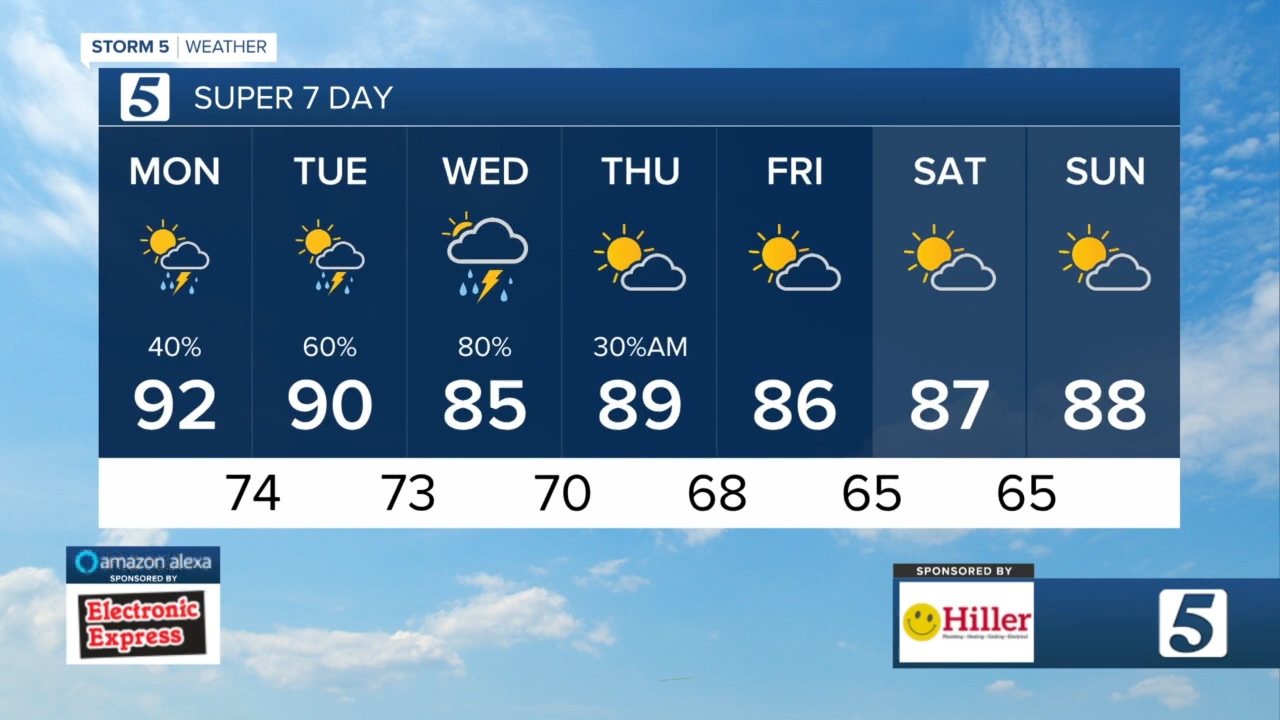 STORM 5 | WEATHER
5 SUPER 7 DAY
MON TUE WED THU FRI SAT SUN
40% 60% 80% 30%AM
92 90 85 89 86 87 88
74 73 70 68 65 65
amazon alexa
SPONSORED BY
Electronic
Express
SPONSORED BY
Hiller
Plumbing • Heating • Cooling • Electrical
5